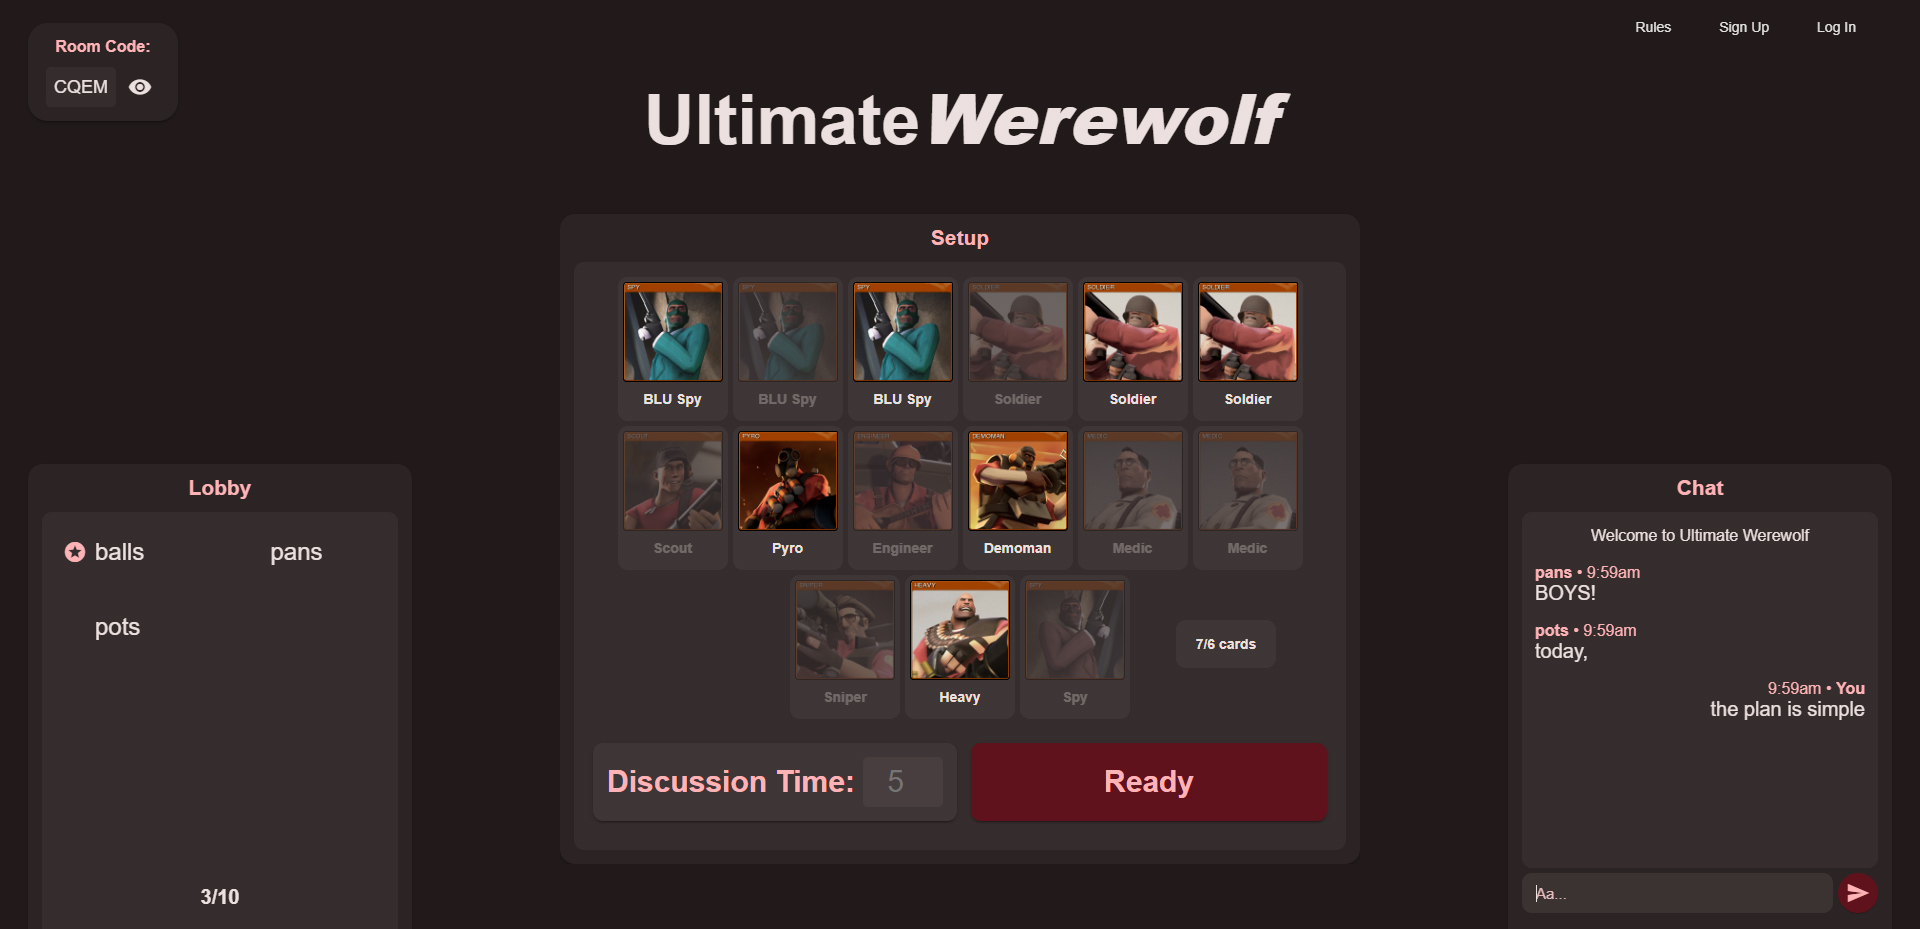 Room Code:
CQEM
Rules Sign Up Log In
UltimateWerewolf
Setup
SPY SPY SPY SOLDIER SOLDIER SOLDIER
BLU Spy BLU Spy BLU Spy Soldier Soldier Soldier
SCOUT PYRO ENGINEER DEMOMAN MEDIC MEDIC
Scout Pyro Engineer Demoman Medic Medic
SNIPER HEAVY SPY
Sniper Heavy Spy
7/6 cards
Discussion Time: 5
Ready
Lobby
balls pans
pots
3/10
Chat
Welcome to Ultimate Werewolf
pans • 9:59am
BOYS!
pots • 9:59am
today,
9:59am • You
the plan is simple
Aa...